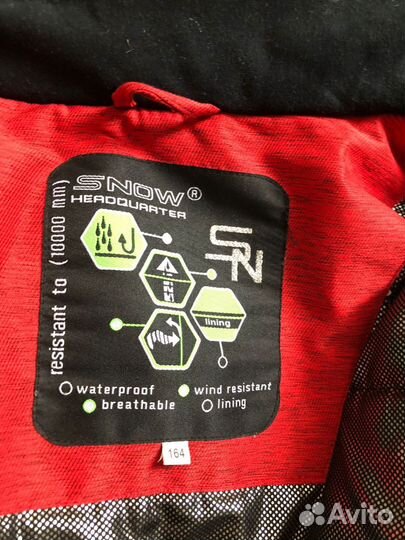 SNOW®
HEADQUARTER
resistant to (10000 mm)
SN
lining
waterproof
wind resistant
breathable
lining
164
Avito